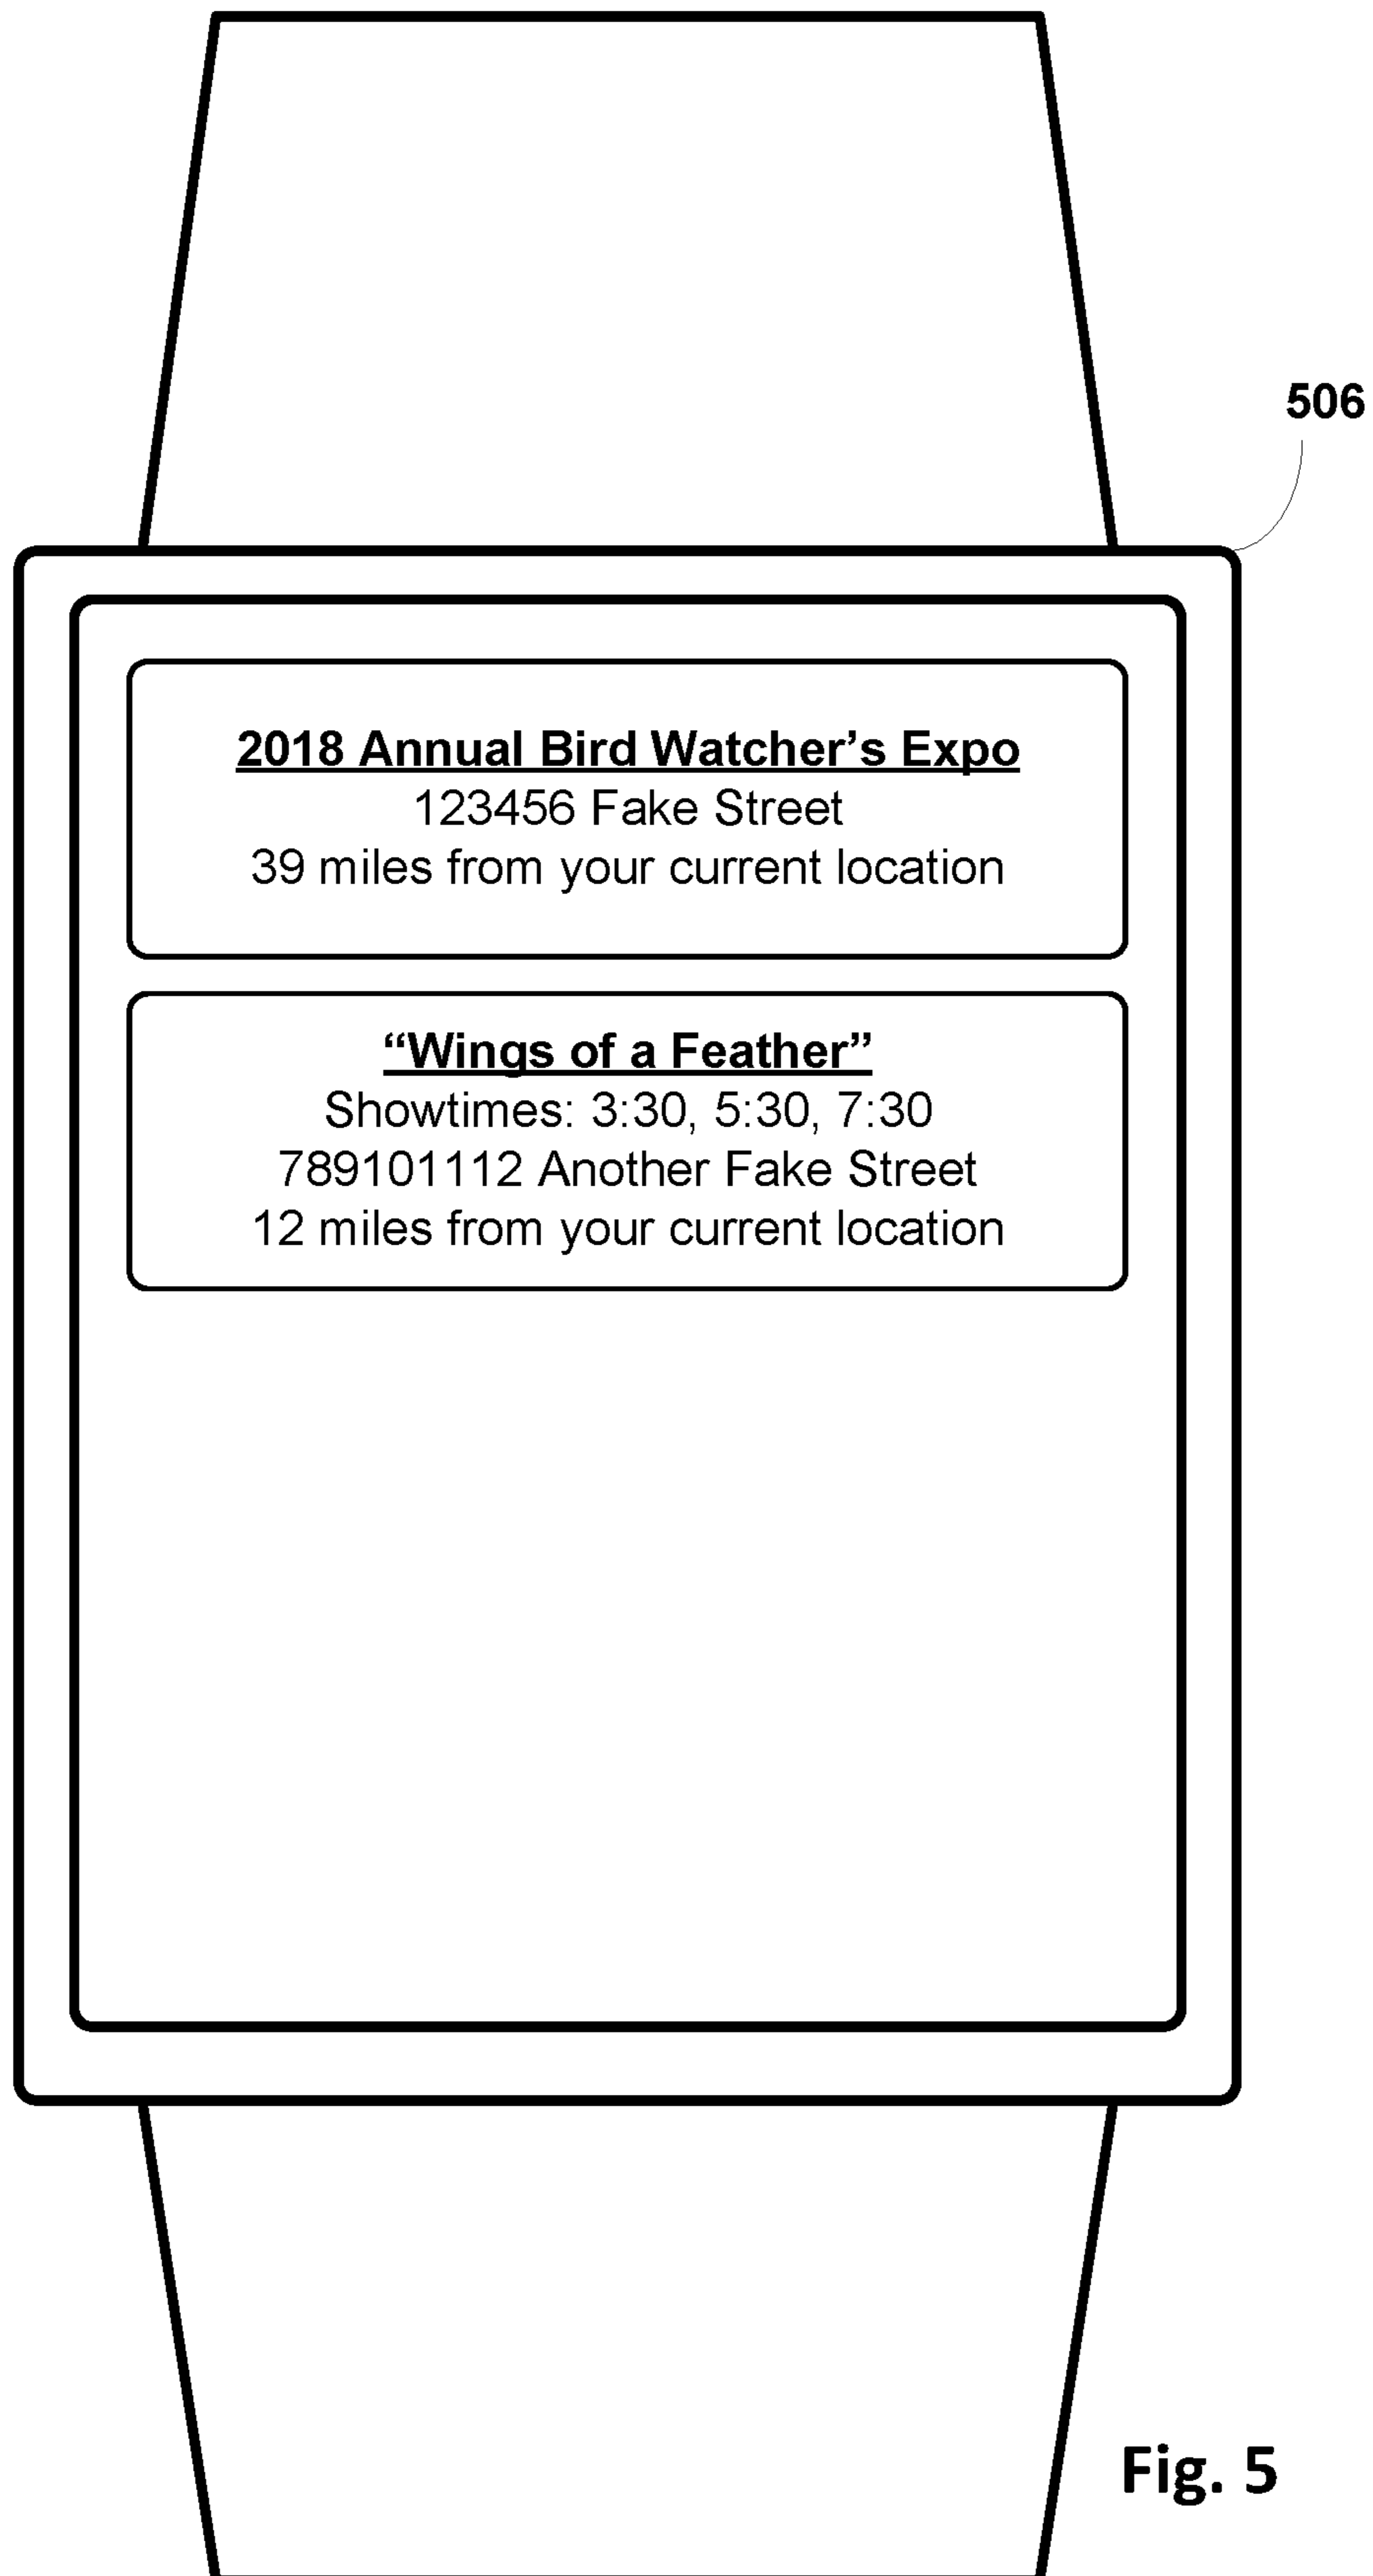 506
2018 Annual Bird Watcher’s Expo
123456 Fake Street
39 miles from your current location
“Wings of a Feather”
Showtimes: 3:30, 5:30, 7:30
789101112 Another Fake Street
12 miles from your current location
Fig. 5